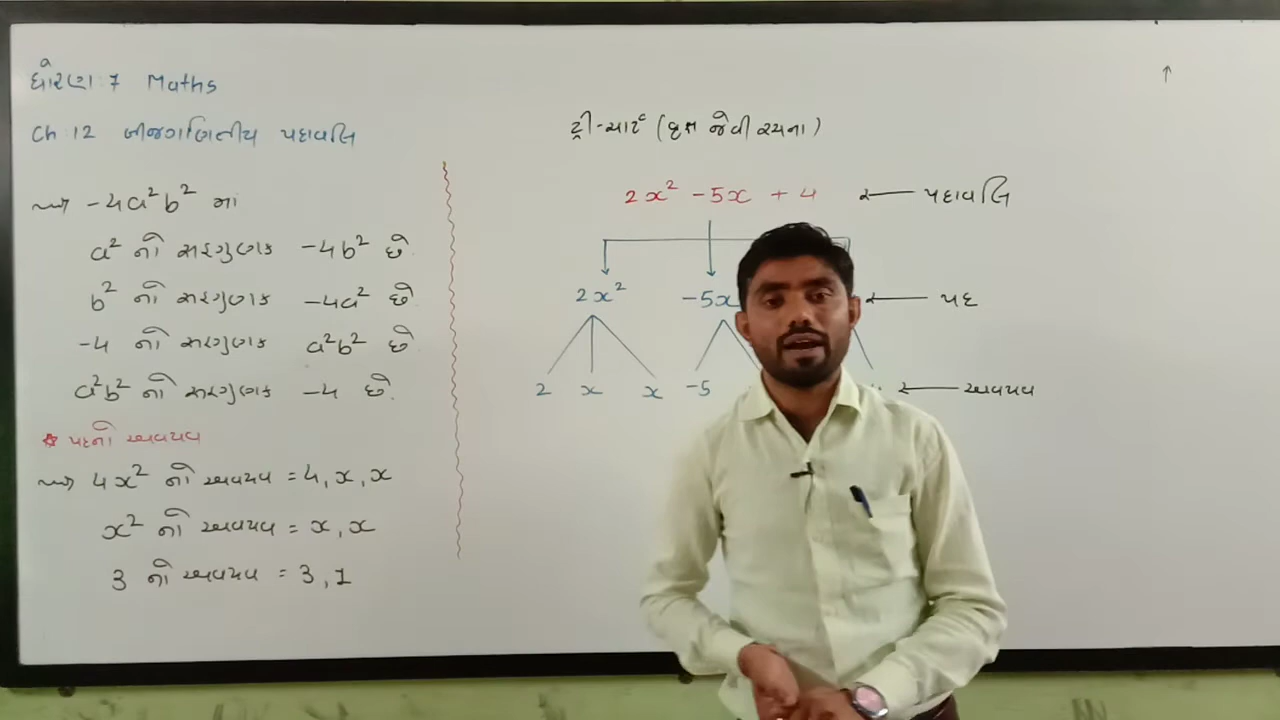 ધોરણ : 7 Maths
Ch 12 બીજગણિતીય પદાવલિ
-4a²b² માં
a² નો સહગુણક -4b² છે
b² નો સહગુણક -4a² છે.
-4 નો સહગુણક a²b² છે
a²b² નો સહગુણક -4 છે.
પદનો અવયવ
4x² નો અવયવ = 4, x, x
x² નો અવયવ = x, x
3 નો અવયવ = 3, 1
ટ્રી-ચાર્ટ (વૃક્ષ જેવી રચના)
2x² - 5x + 4 ← પદાવલિ
2x² -5x ← પદ
2 x x -5 ← અવયવ